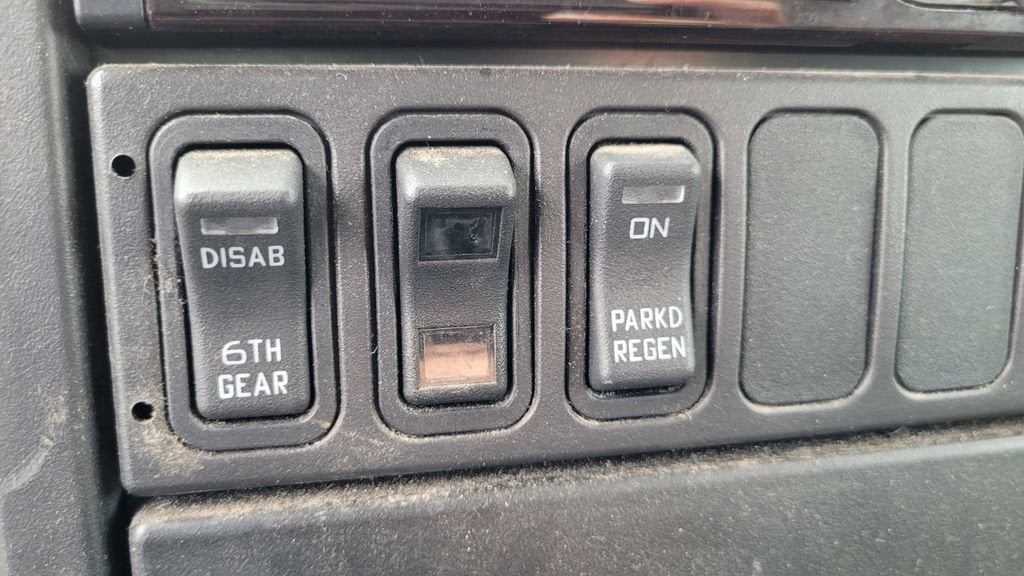 DISAB
6TH
GEAR
ON
PARKD
REGEN